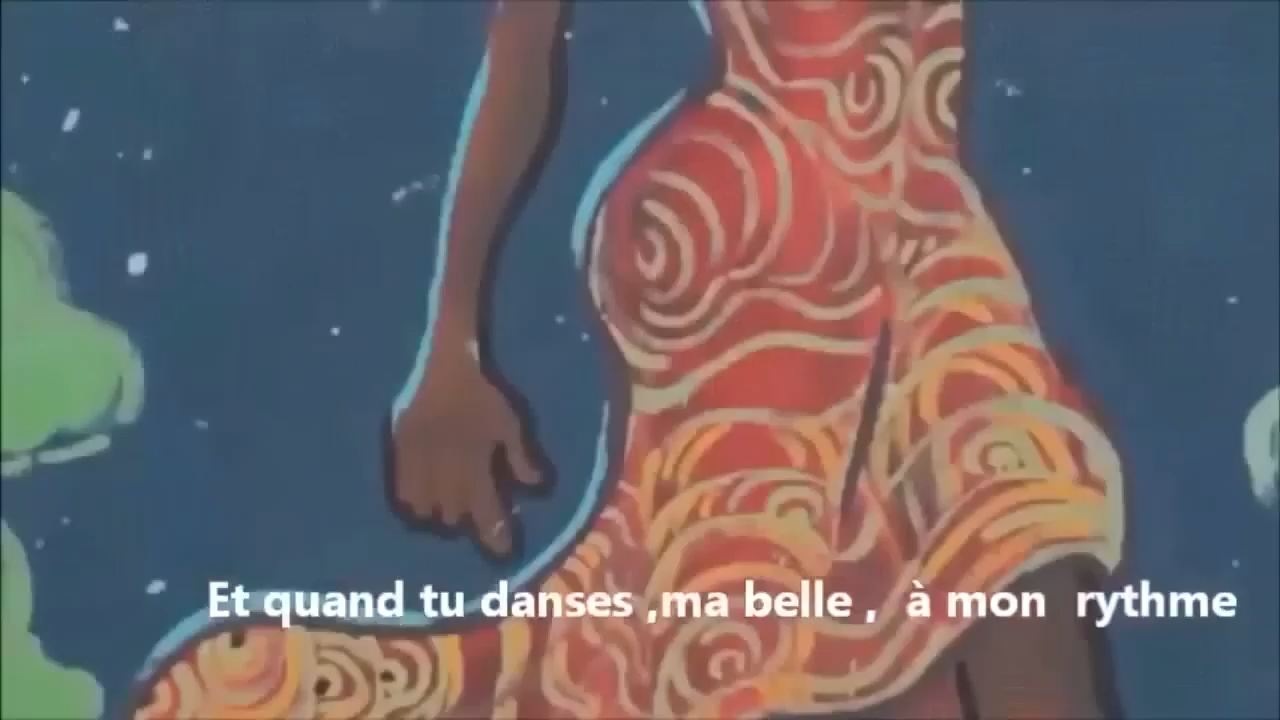 Et quand tu danses ,ma belle , à mon rythme